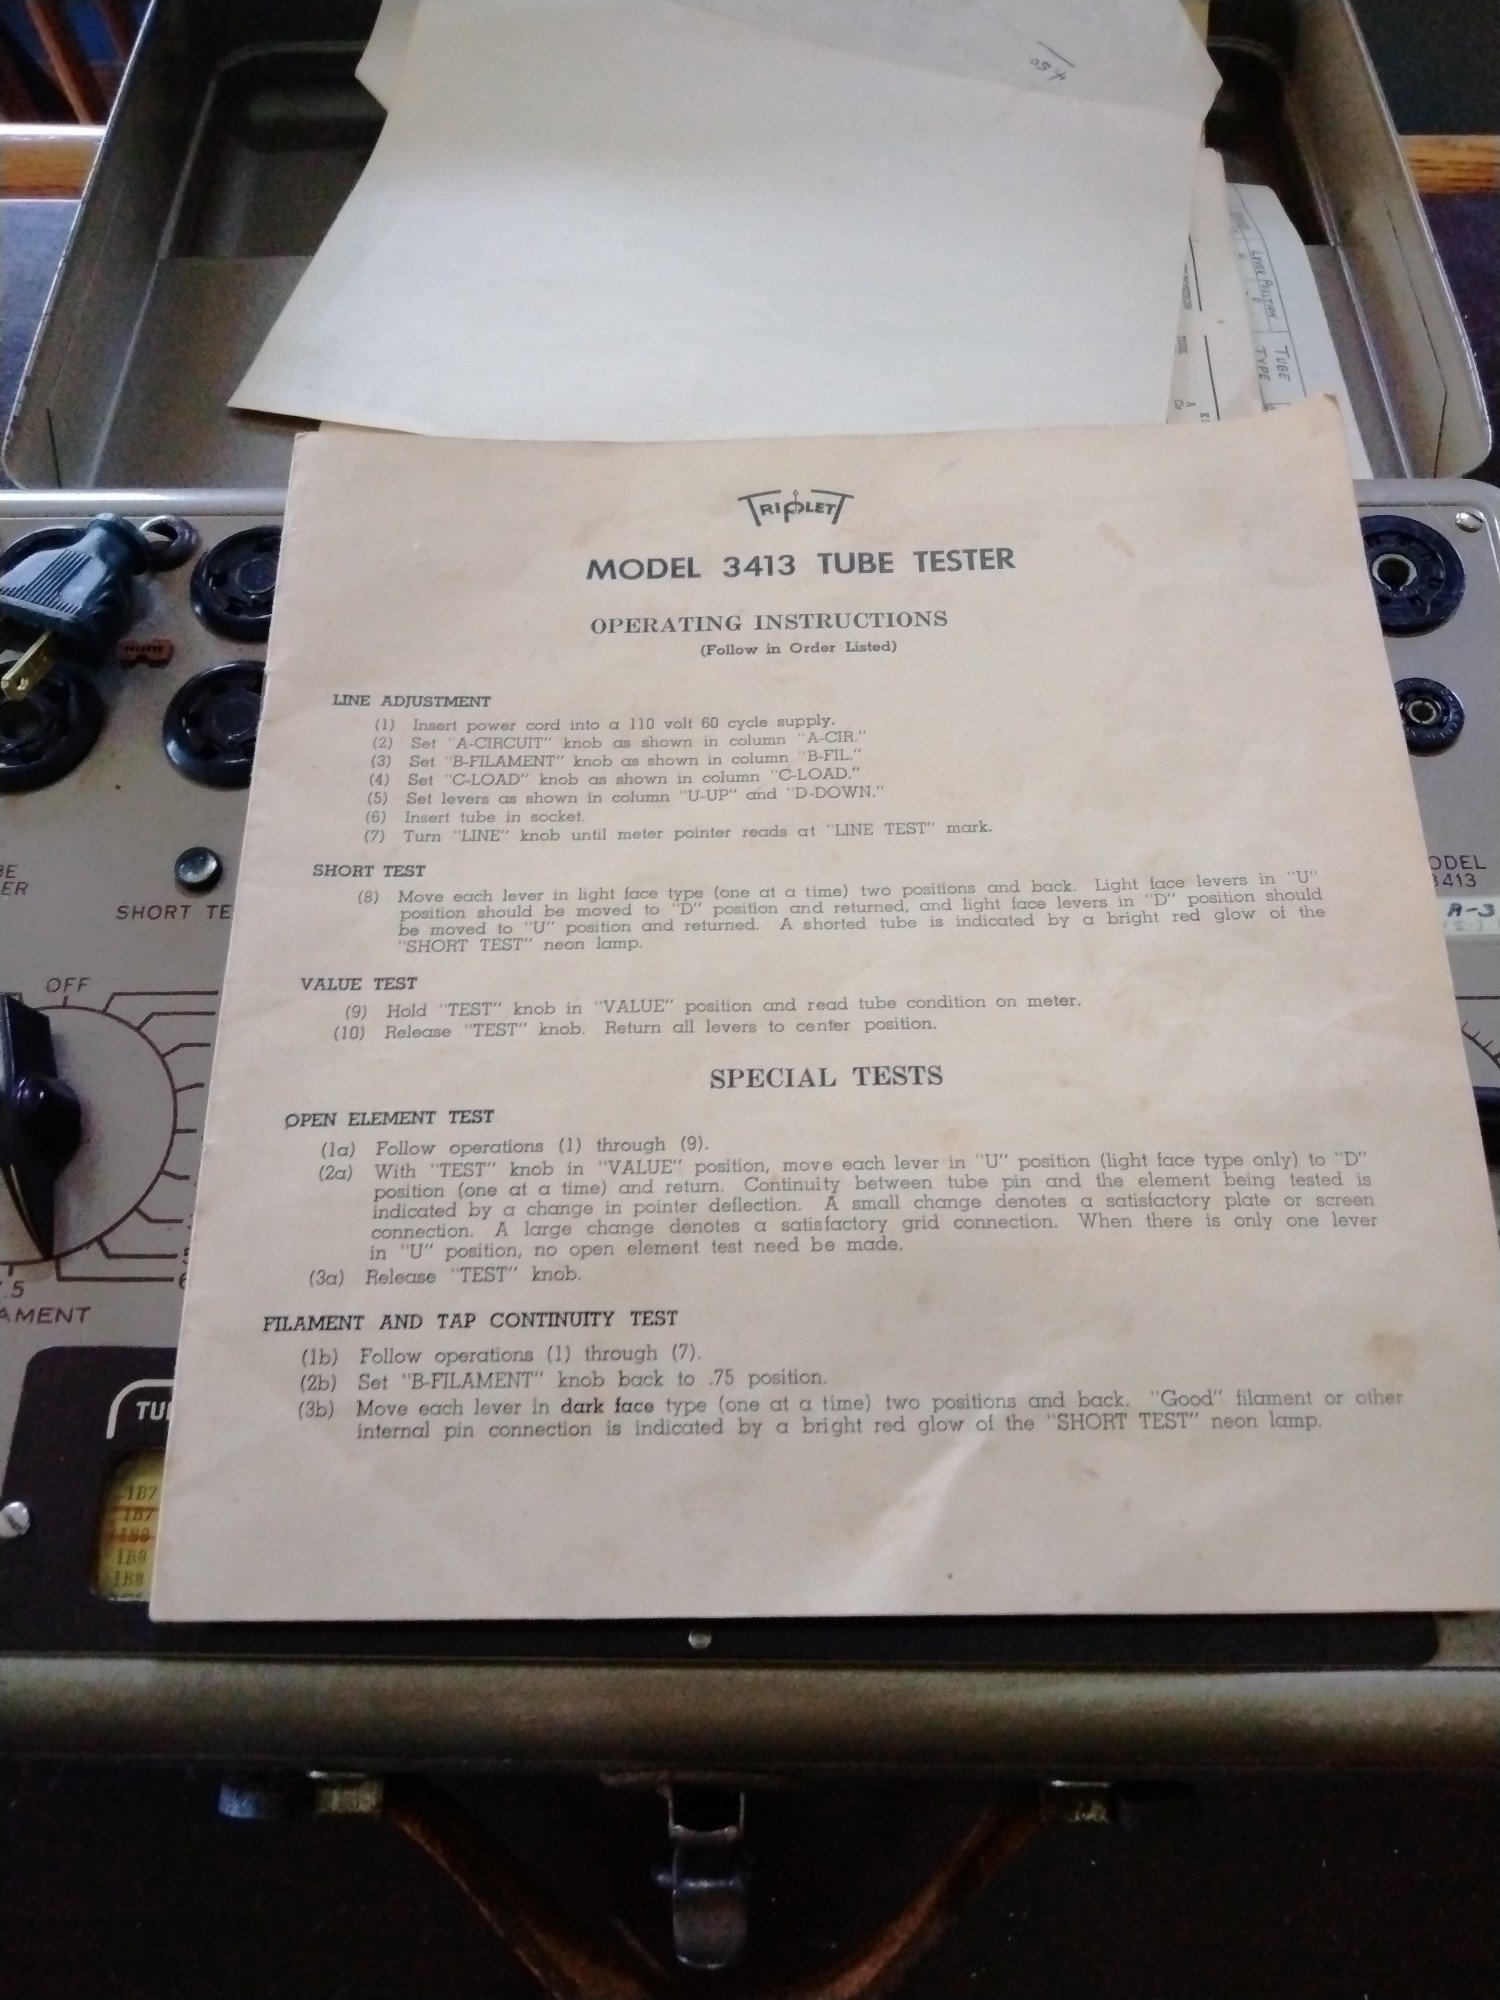 4.50
LEVER POSITION
TUBE
TYPE
TRIPLETT
MODEL 3413 TUBE TESTER
OPERATING INSTRUCTIONS
(Follow in Order Listed)
LINE ADJUSTMENT
(1) Insert power cord into a 110 volt 60 cycle supply.
(2) Set "A-CIRCUIT" knob as shown in column "A-CIR."
(3) Set "B-FILAMENT" knob as shown in column "B-FIL."
(4) Set "C-LOAD" knob as shown in column "C-LOAD."
(5) Set levers as shown in column "U-UP" and "D-DOWN."
(6) Insert tube in socket.
(7) Turn "LINE" knob until meter pointer reads at "LINE TEST" mark.
SHORT TEST
(8) Move each lever in light face type (one at a time) two positions and back. Light face levers in "U"
position should be moved to "D" position and returned, and light face levers in "D" position should
be moved to "U" position and returned. A shorted tube is indicated by a bright red glow of the
"SHORT TEST" neon lamp.
VALUE TEST
(9) Hold "TEST" knob in "VALUE" position and read tube condition on meter.
(10) Release "TEST" knob. Return all levers to center position.
SPECIAL TESTS
OPEN ELEMENT TEST
(1a) Follow operations (1) through (9).
(2a) With "TEST" knob in "VALUE" position, move each lever in "U" position (light face type only) to "D"
position (one at a time) and return. Continuity between tube pin and the element being tested is
indicated by a change in pointer deflection. A small change denotes a satisfactory plate or screen
connection. A large change denotes a satisfactory grid connection. When there is only one lever
in "U" position, no open element test need be made.
(3a) Release "TEST" knob.
FILAMENT AND TAP CONTINUITY TEST
(1b) Follow operations (1) through (7).
(2b) Set "B-FILAMENT" knob back to .75 position.
(3b) Move each lever in dark face type (one at a time) two positions and back. "Good" filament or other
internal pin connection is indicated by a bright red glow of the "SHORT TEST" neon lamp.
BE
ER
SHORT TE
OFF
.5
AMENT
TU
1B7
1B7
1B8
1B8
1B8
ODEL
3413
A-3